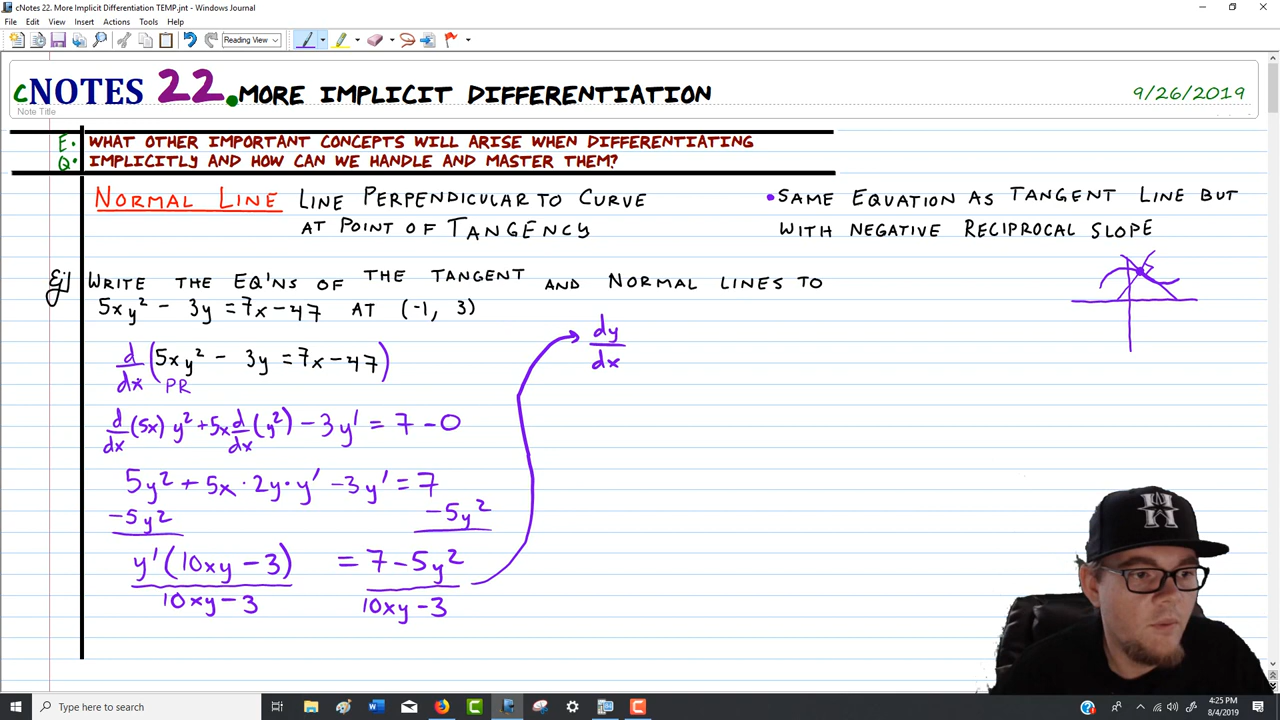 cNotes 22. More Implicit Differentiation TEMP.jnt - Windows Journal
File Edit View Insert Actions Tools Help
Reading View
cNOTES 22. MORE IMPLICIT DIFFERENTIATION
9/26/2019
Note Title
E. WHAT OTHER IMPORTANT CONCEPTS WILL ARISE WHEN DIFFERENTIATING
Q. IMPLICITLY AND HOW CAN WE HANDLE AND MASTER THEM?
NORMAL LINE LINE PERPENDICULAR TO CURVE
AT POINT OF TANGENCY
• SAME EQUATION AS TANGENT LINE BUT
WITH NEGATIVE RECIPROCAL SLOPE
Ej) WRITE THE EQ'NS OF THE TANGENT AND NORMAL LINES TO
5xy² - 3y = 7x - 47 AT (-1, 3)
d/dx (5xy² - 3y = 7x - 47)
PR
d/dx (5x) y² + 5x d/dx (y²) - 3y' = 7 - 0
5y² + 5x · 2y · y' - 3y' = 7
-5y² -5y²
y'(10xy - 3) = 7 - 5y²
10xy - 3 10xy - 3
dy/dx
H
Type here to search
4:25 PM
8/4/2019